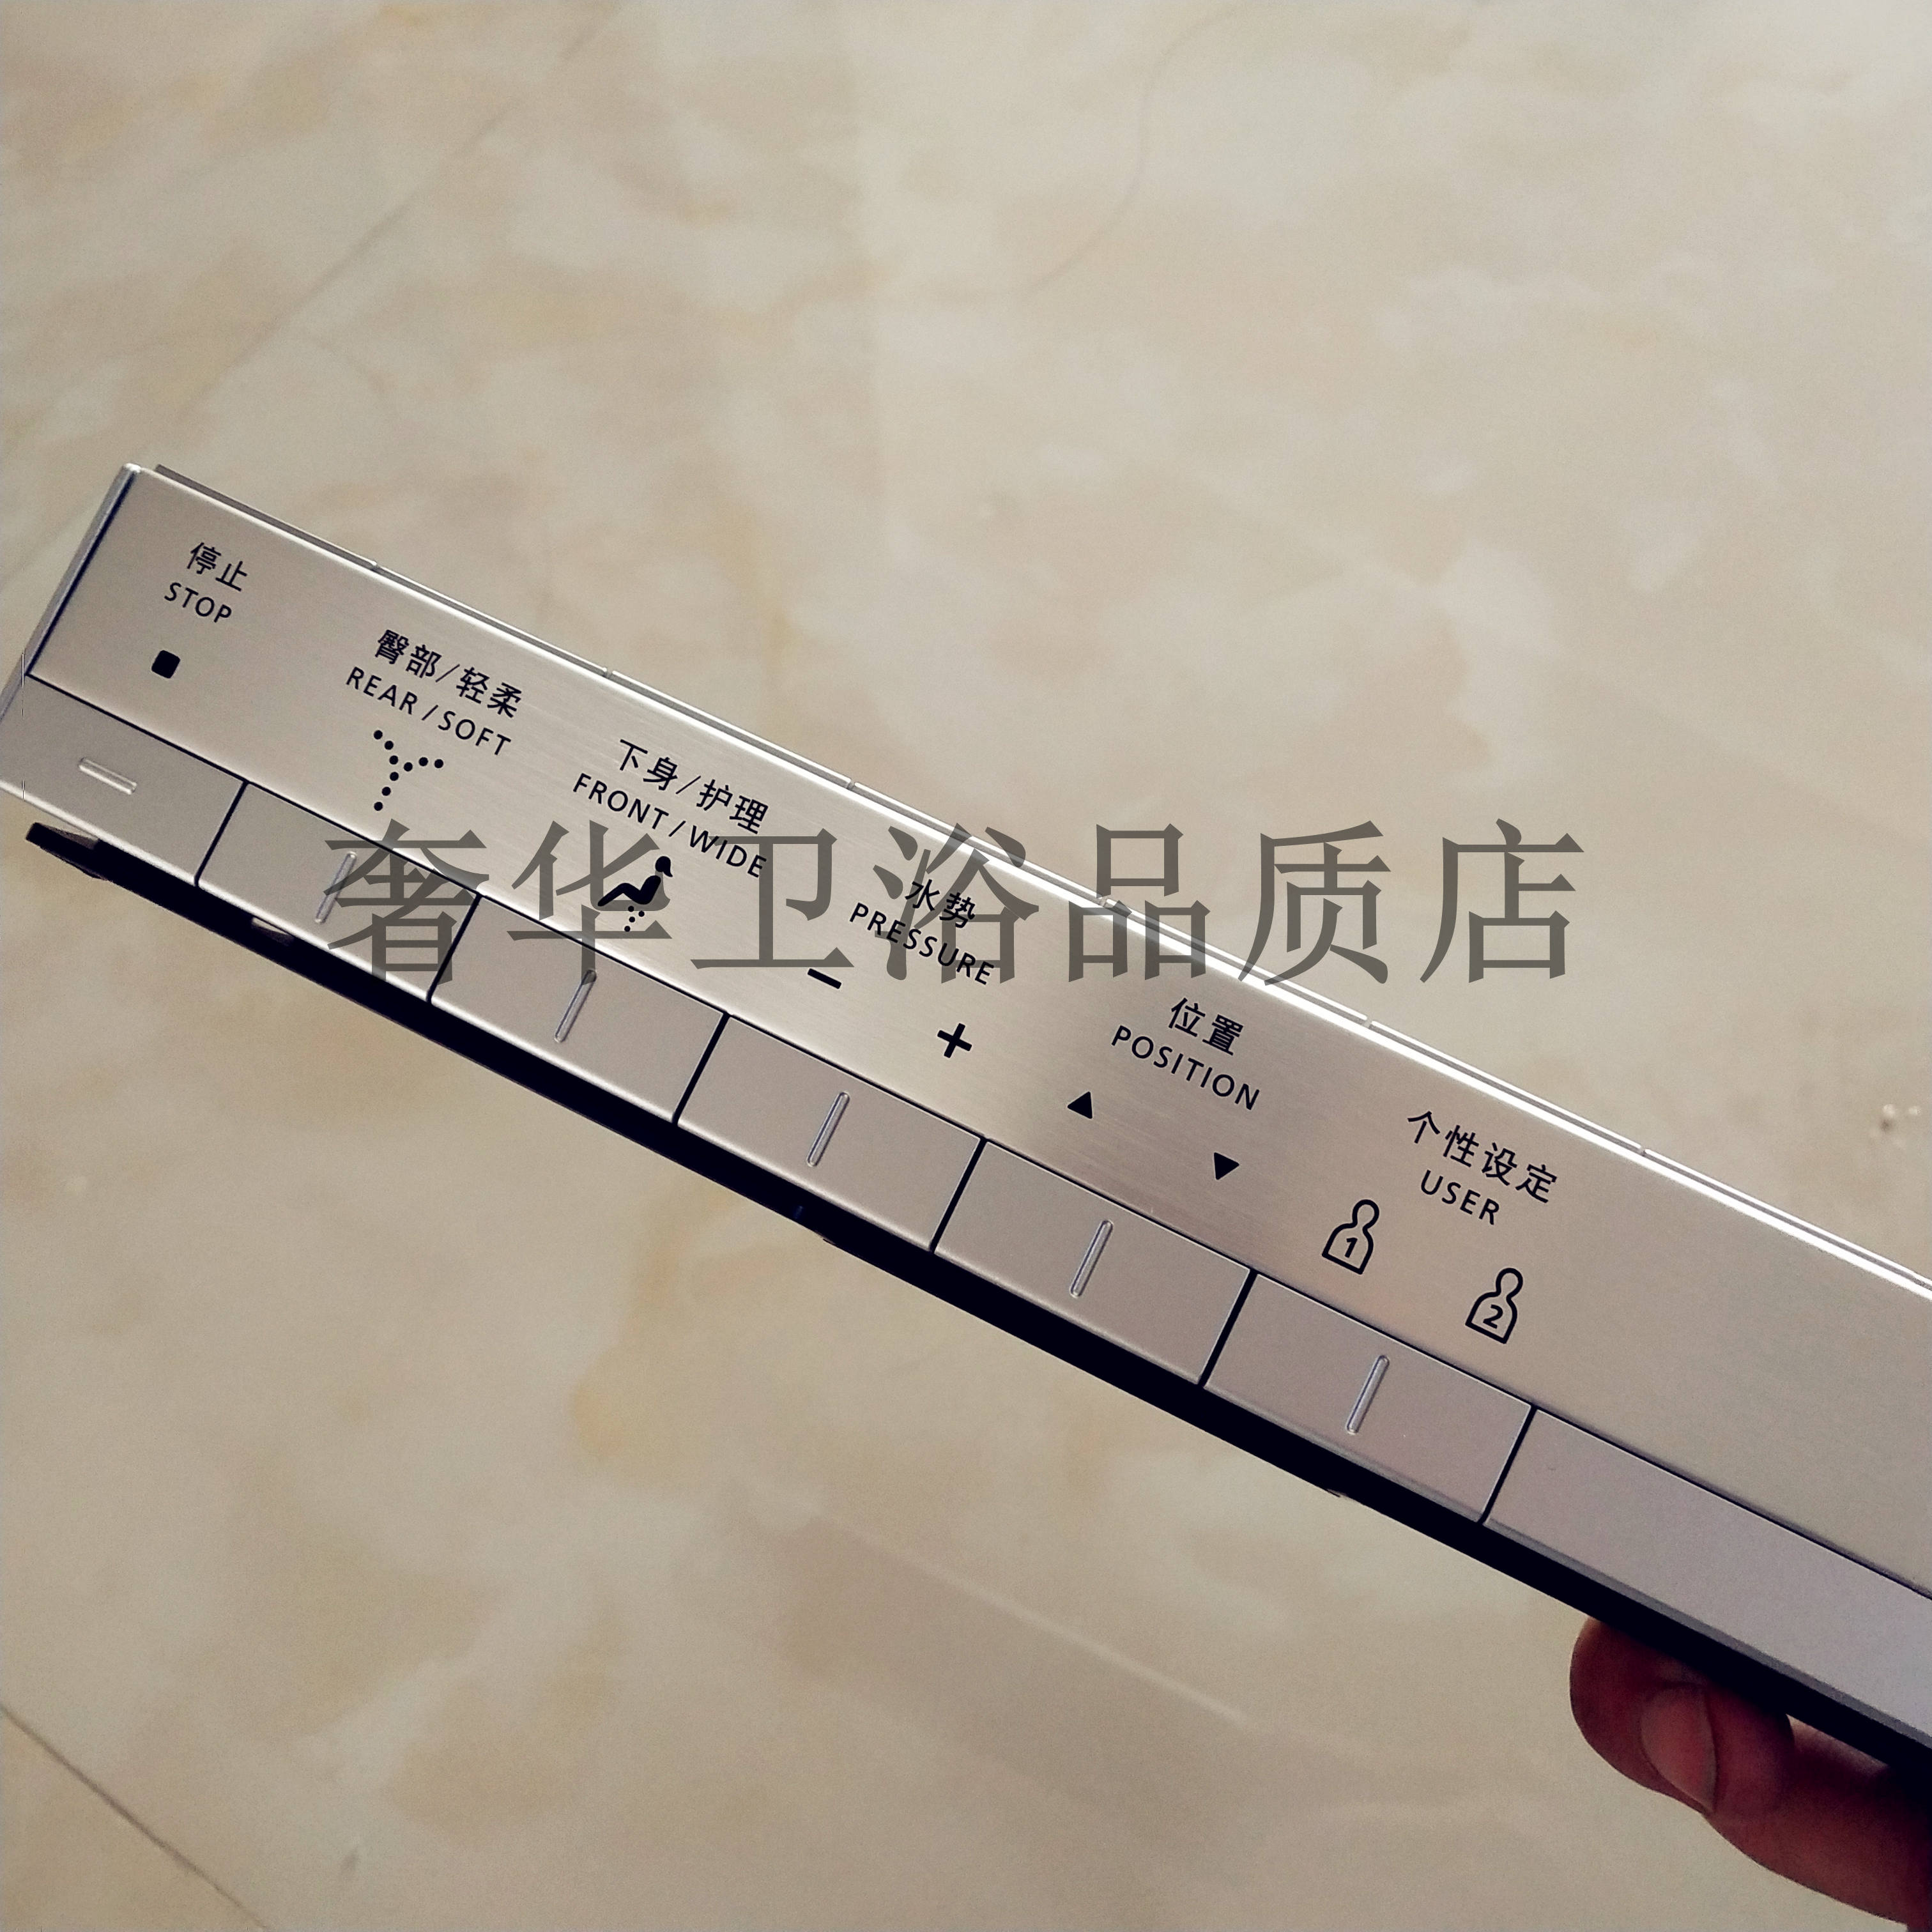 停止
STOP
臀部/轻柔
REAR/SOFT
下身/护理
FRONT/WIDE
奢华卫浴品质店
水势
PRESSURE
- +
位置
POSITION
个性设定
USER
1
2